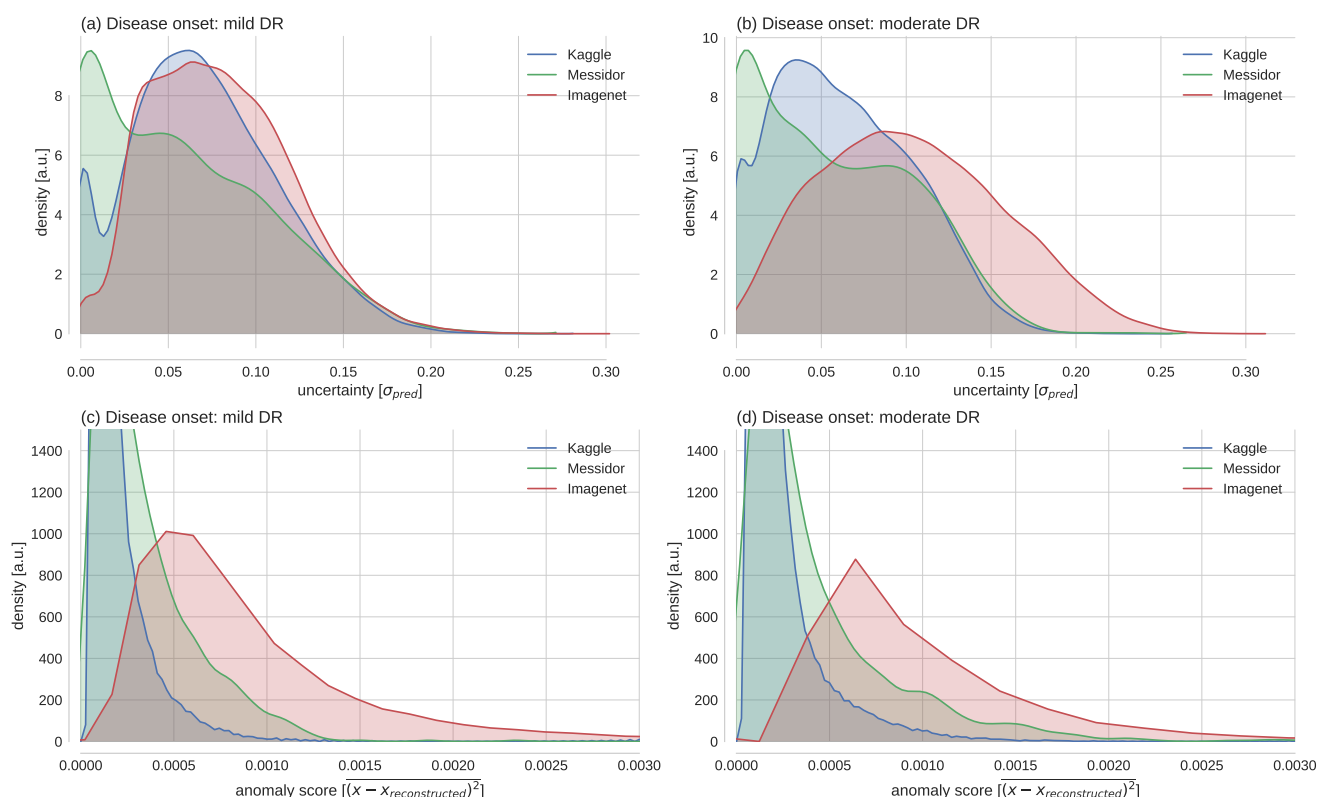 (a) Disease onset: mild DR
Kaggle
Messidor
Imagenet
density [a.u.]
8
6
4
2
0
0.00 0.05 0.10 0.15 0.20 0.25 0.30
uncertainty [σpred]
(b) Disease onset: moderate DR
Kaggle
Messidor
Imagenet
density [a.u.]
10
8
6
4
2
0
0.00 0.05 0.10 0.15 0.20 0.25 0.30
uncertainty [σpred]
(c) Disease onset: mild DR
Kaggle
Messidor
Imagenet
density [a.u.]
1400
1200
1000
800
600
400
200
0
0.0000 0.0005 0.0010 0.0015 0.0020 0.0025 0.0030
anomaly score [(x − xreconstructed)2]
(d) Disease onset: moderate DR
Kaggle
Messidor
Imagenet
density [a.u.]
1400
1200
1000
800
600
400
200
0
0.0000 0.0005 0.0010 0.0015 0.0020 0.0025 0.0030
anomaly score [(x − xreconstructed)2]